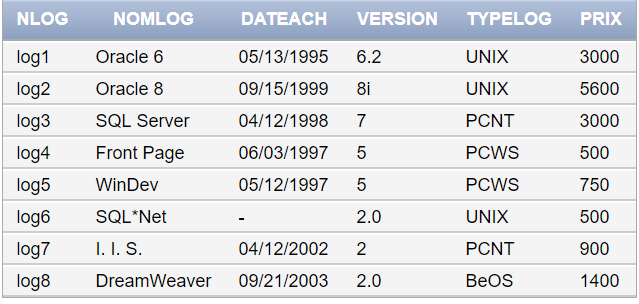 NLOG NOMLOG DATEACH VERSION TYPELOG PRIX
log1 Oracle 6 05/13/1995 6.2 UNIX 3000
log2 Oracle 8 09/15/1999 8i UNIX 5600
log3 SQL Server 04/12/1998 7 PCNT 3000
log4 Front Page 06/03/1997 5 PCWS 500
log5 WinDev 05/12/1997 5 PCWS 750
log6 SQL*Net - 2.0 UNIX 500
log7 I. I. S. 04/12/2002 2 PCNT 900
log8 DreamWeaver 09/21/2003 2.0 BeOS 1400